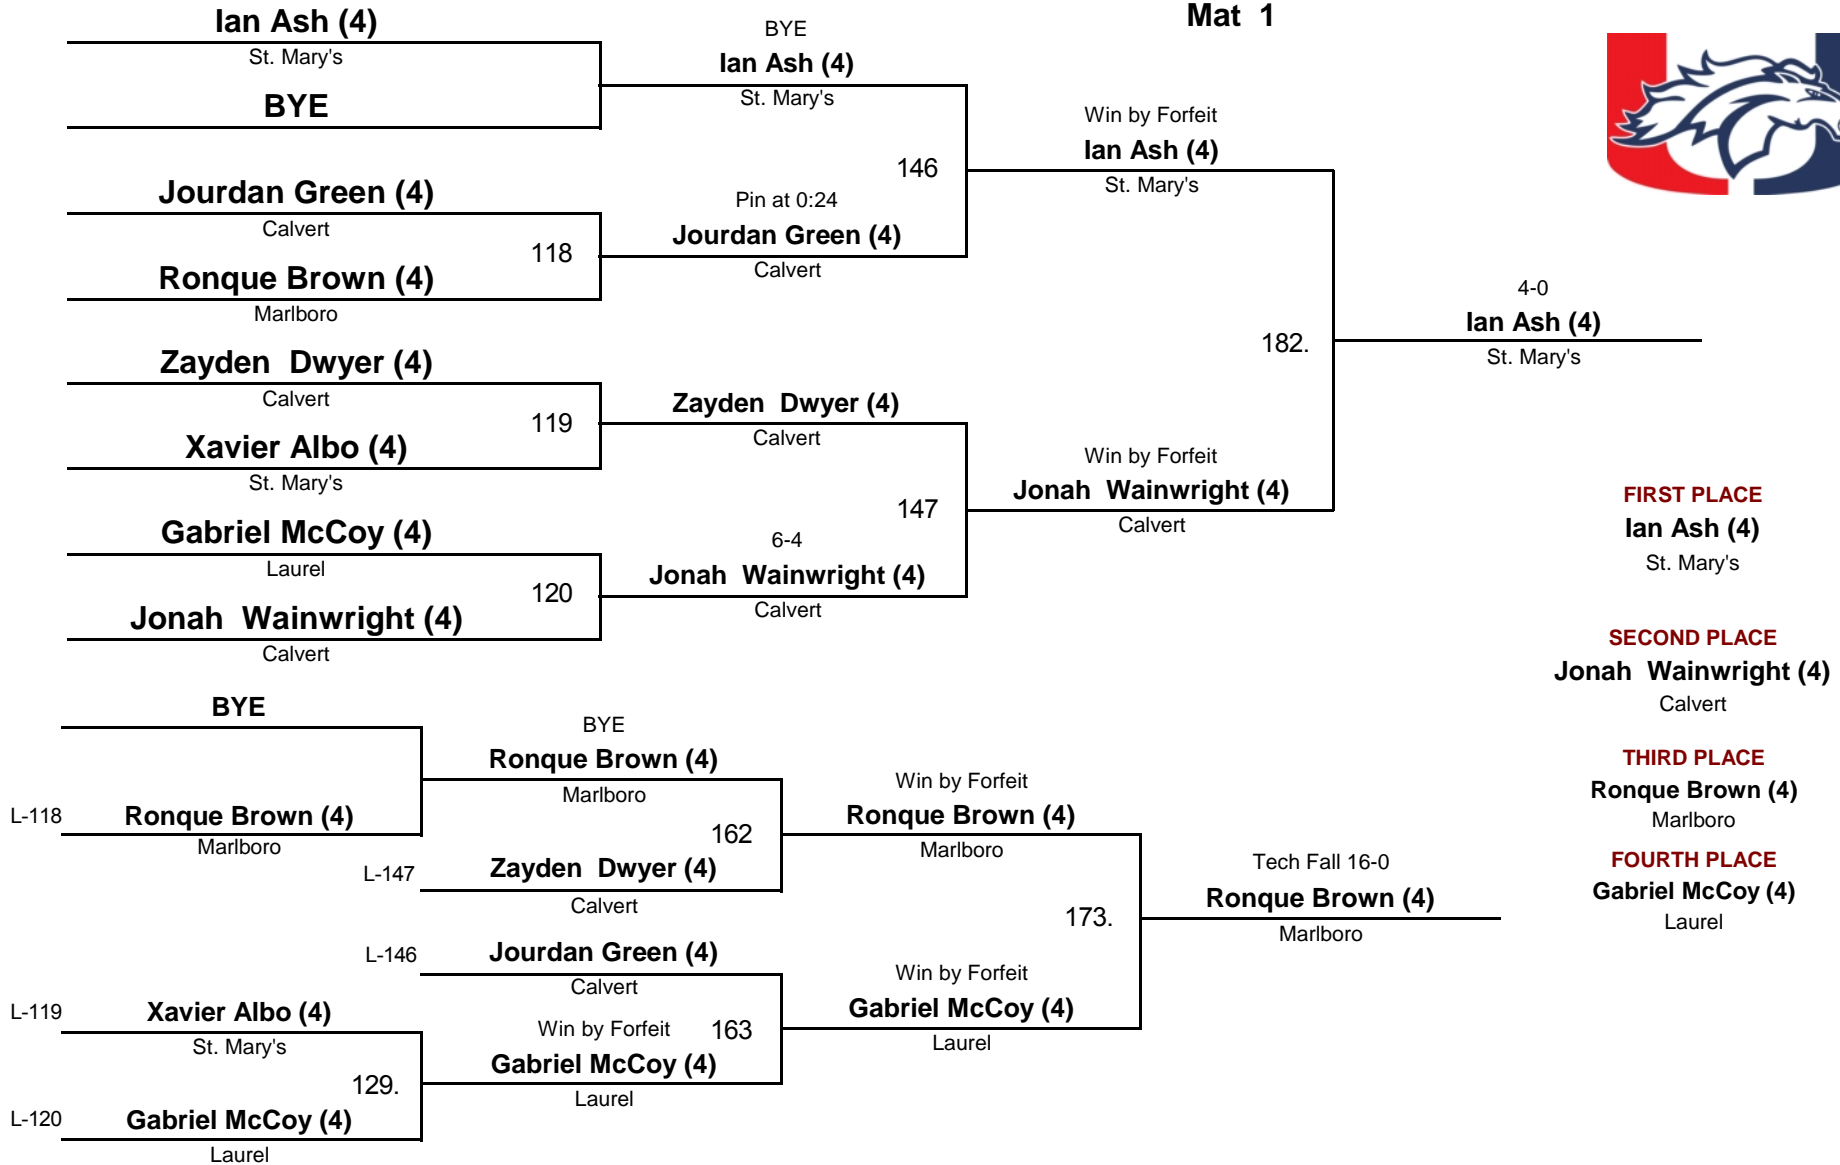 Mat 1
Ian Ash (4)
St. Mary's
BYE
BYE
Ian Ash (4)
St. Mary's
Jourdan Green (4)
Calvert
118
Ronque Brown (4)
Marlboro
Pin at 0:24
Jourdan Green (4)
Calvert
146
Win by Forfeit
Ian Ash (4)
St. Mary's
Zayden Dwyer (4)
Calvert
119
Xavier Albo (4)
St. Mary's
Zayden Dwyer (4)
Calvert
Gabriel McCoy (4)
Laurel
120
Jonah Wainwright (4)
Calvert
6-4
Jonah Wainwright (4)
Calvert
147
Win by Forfeit
Jonah Wainwright (4)
Calvert
182.
4-0
Ian Ash (4)
St. Mary's
FIRST PLACE
Ian Ash (4)
St. Mary's
SECOND PLACE
Jonah Wainwright (4)
Calvert
THIRD PLACE
Ronque Brown (4)
Marlboro
FOURTH PLACE
Gabriel McCoy (4)
Laurel
BYE
L-118
Ronque Brown (4)
Marlboro
BYE
Ronque Brown (4)
Marlboro
162
L-147
Zayden Dwyer (4)
Calvert
Win by Forfeit
Ronque Brown (4)
Marlboro
L-146
Jourdan Green (4)
Calvert
L-119
Xavier Albo (4)
St. Mary's
129.
L-120
Gabriel McCoy (4)
Laurel
Win by Forfeit
163
Gabriel McCoy (4)
Laurel
Win by Forfeit
Gabriel McCoy (4)
Laurel
173.
Tech Fall 16-0
Ronque Brown (4)
Marlboro